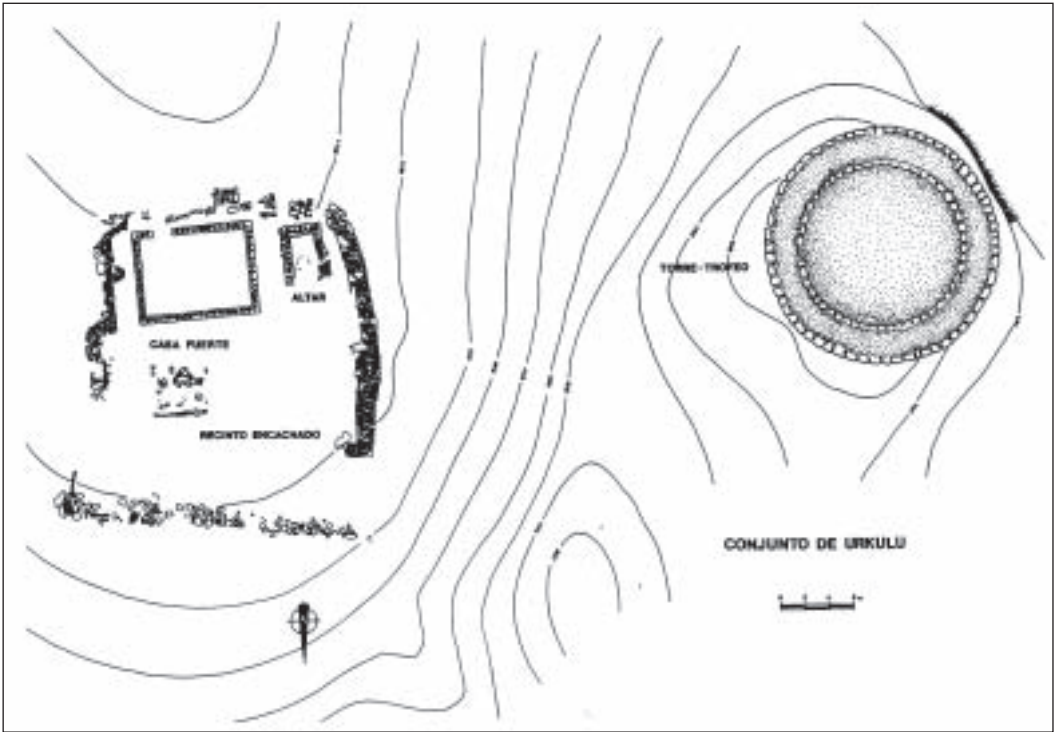 TORRE-TROFEO
ALTAR
CASA FUERTE
RECINTO ENCACHADO
CONJUNTO DE URKULU